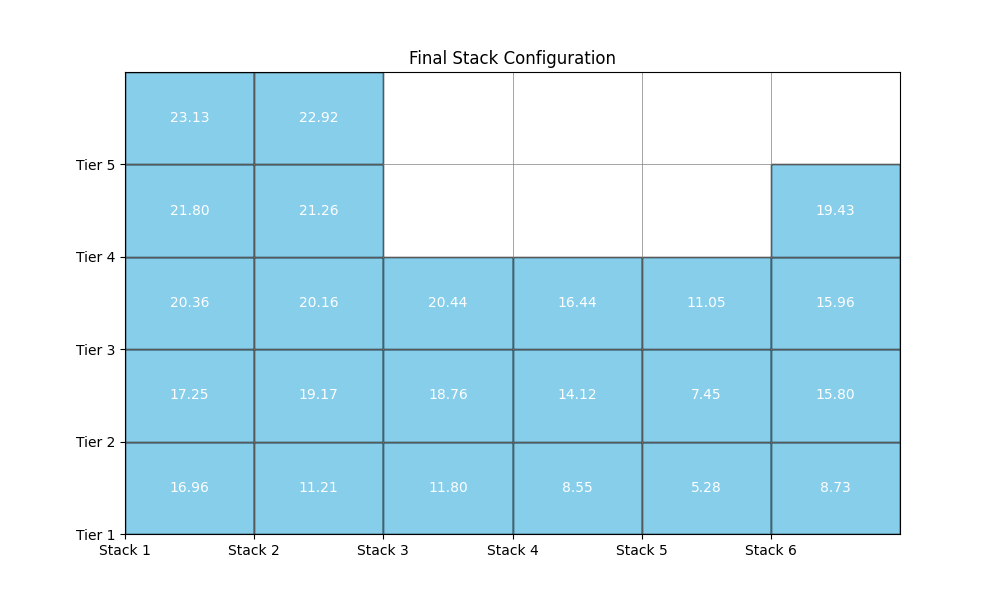 Final Stack Configuration
23.13 22.92
Tier 5
21.80 21.26 19.43
Tier 4
20.36 20.16 20.44 16.44 11.05 15.96
Tier 3
17.25 19.17 18.76 14.12 7.45 15.80
Tier 2
16.96 11.21 11.80 8.55 5.28 8.73
Tier 1
Stack 1 Stack 2 Stack 3 Stack 4 Stack 5 Stack 6